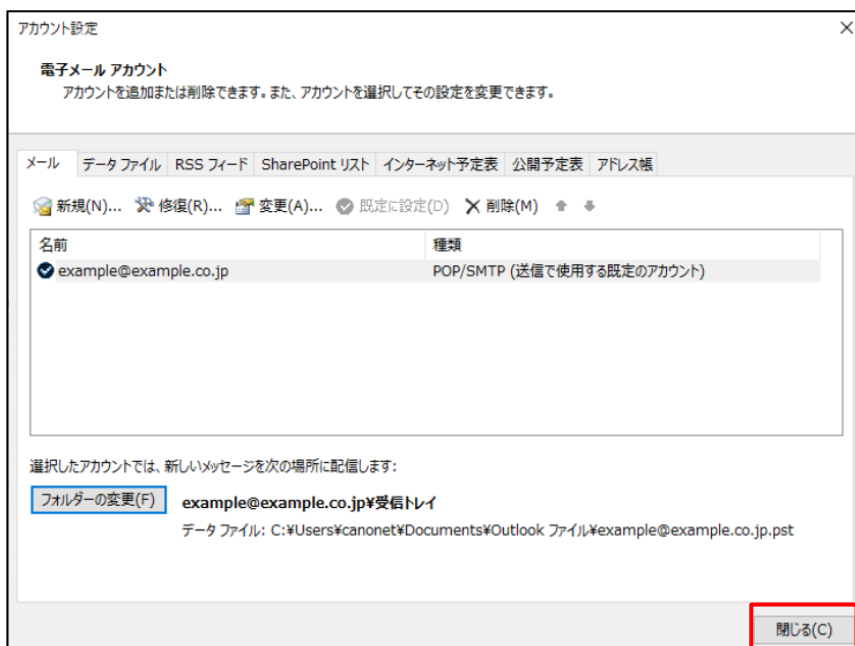 アカウント設定
電子メール アカウント
アカウントを追加または削除できます。また、アカウントを選択してその設定を変更できます。
メール データ ファイル RSS フィード SharePoint リスト インターネット予定表 公開予定表 アドレス帳
新規(N)... 修復(R)... 変更(A)... 既定に設定(D) 削除(M)
名前 種類
example@example.co.jp POP/SMTP (送信で使用する既定のアカウント)
選択したアカウントでは、新しいメッセージを次の場所に配信します:
フォルダーの変更(F) example@example.co.jp¥受信トレイ
データ ファイル: C:¥Users¥canonet¥Documents¥Outlook ファイル¥example@example.co.jp.pst
閉じる(C)